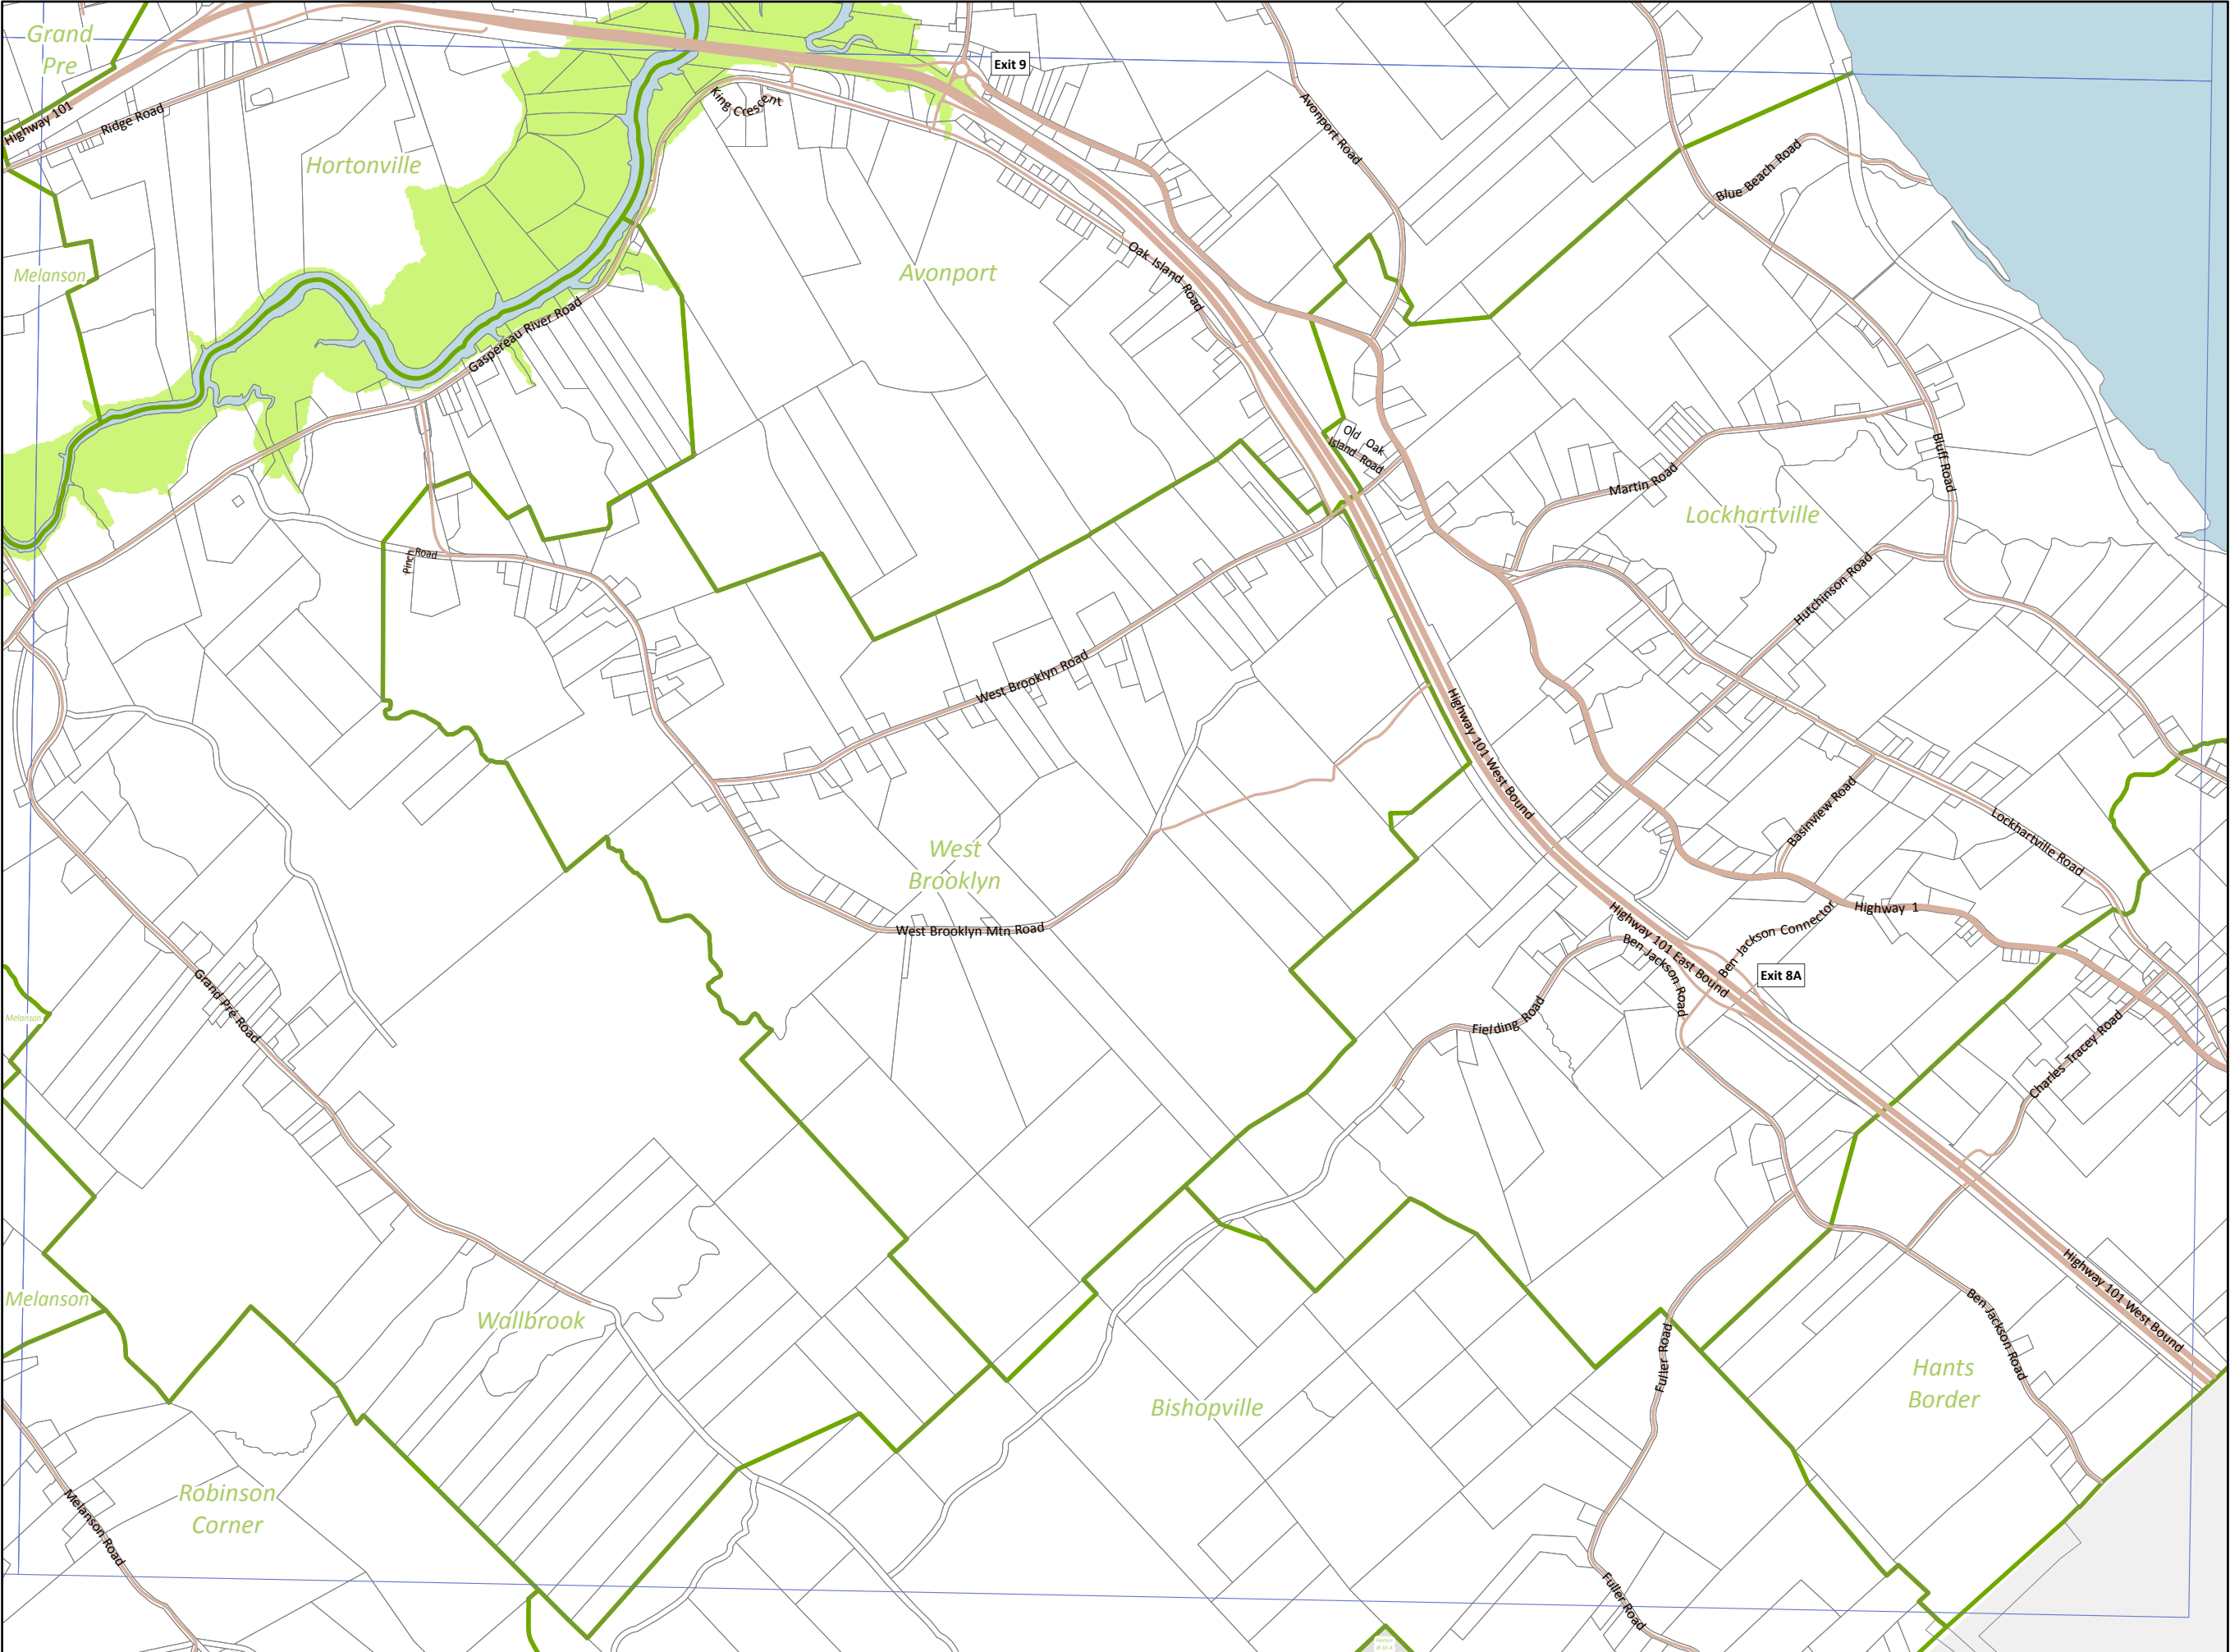 Grand
Pre
Exit 9
Highway 101
Ridge Road
King Crescent
Avonport Road
Hortonville
Blue Beach Road
Melanson
Avonport
Oak Island Road
Gaspereau River Road
Old Oak
Island Road
Martin Road
Bluff Road
Lockhartville
Pinch Road
Hutchinson Road
West Brooklyn Road
Highway 101 West Bound
Basinview Road
Lockhartville Road
West
Brooklyn
Highway 1
West Brooklyn Mtn Road
Highway 101 East Bound
Ben Jackson Connector
Ben Jackson Road
Exit 8A
Grand Pré Road
Melanson
Fielding Road
Charles Tracey Road
Highway 101 West Bound
Melanson
Wallbrook
Ben Jackson Road
Fuller Road
Hants
Border
Bishopville
Robinson
Corner
Melanson Road
Fuller Road